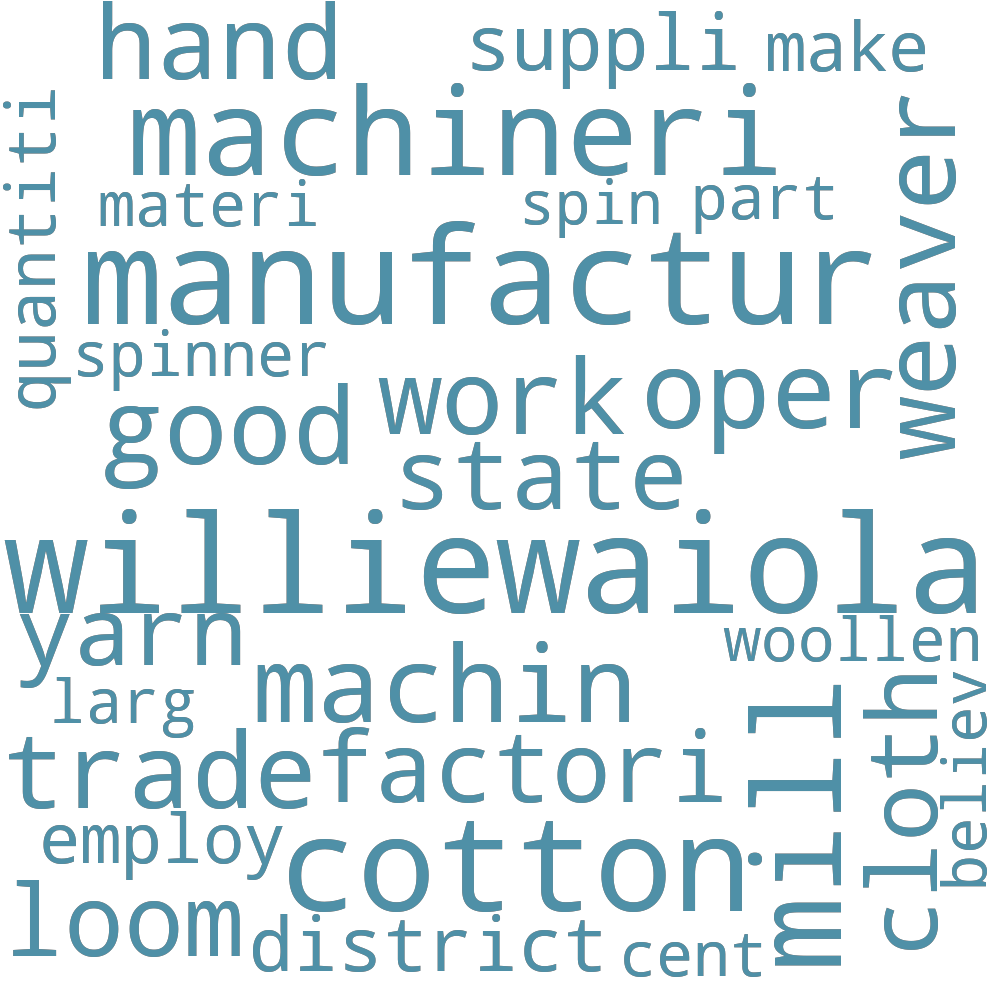 hand
suppli
make
machineri
quantiti
weaver
materi
spin
part
manufactur
spinner
work
oper
good
state
williewaiola
yarn
woollen
machin
larg
mill
cloth
believ
trade
factori
employ
cotton
loom
district
cent